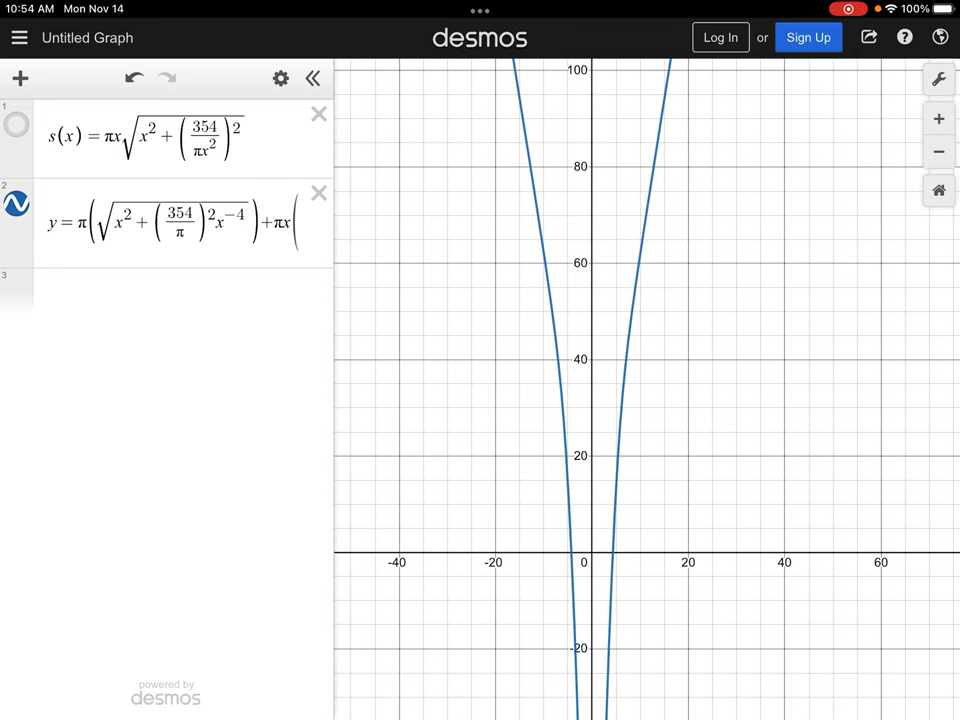 10:54 AM Mon Nov 14 100%
Untitled Graph desmos Log In or Sign Up
1
s(x) = πx√(x² + (354/πx²)²)
2
y = π(√(x² + (354/π)²x⁻⁴))+πx(
3
100
80
60
40
20
-40 -20 0 20 40 60
-20
powered by
desmos